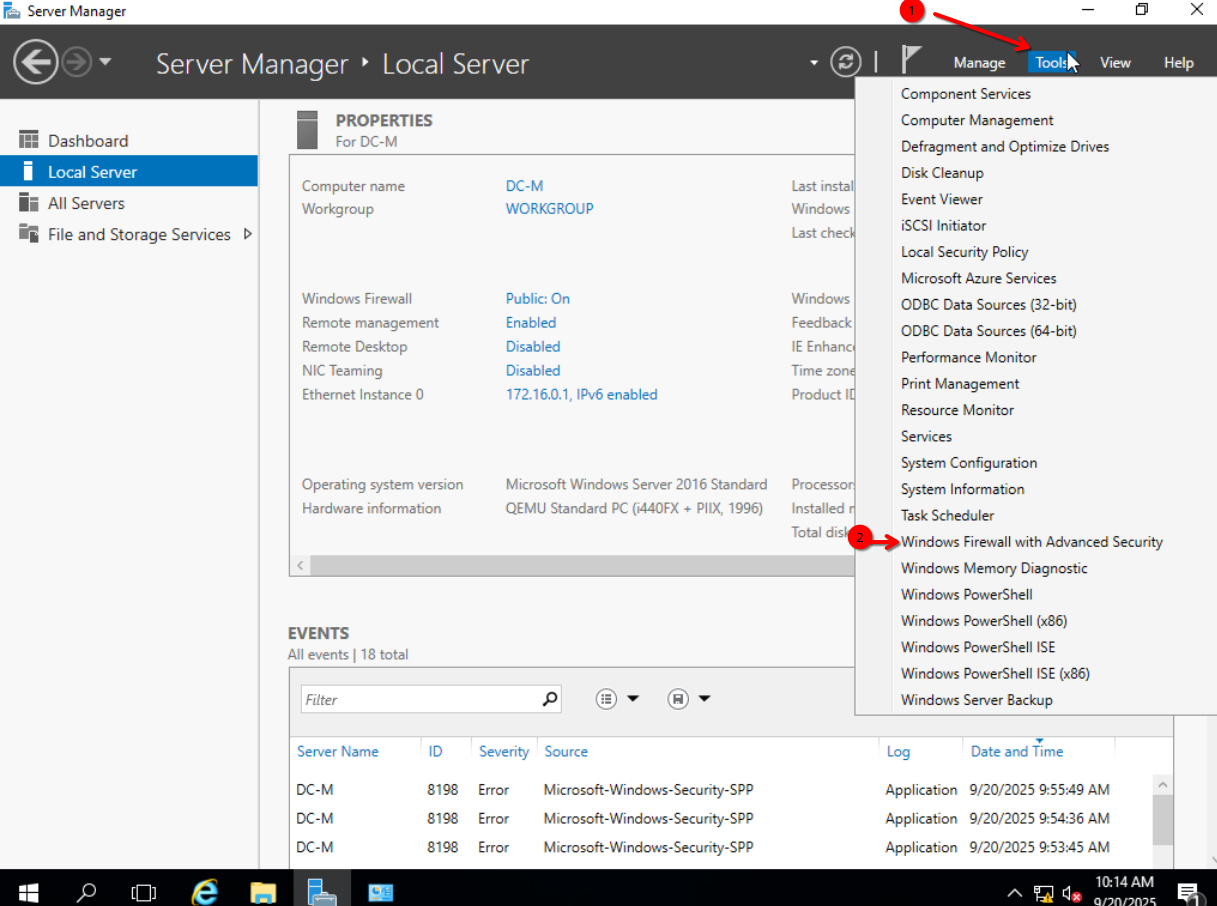 Server Manager
1
Server Manager • Local Server
Manage Tools View Help
Dashboard
Local Server
All Servers
File and Storage Services
PROPERTIES
For DC-M
Computer name DC-M Last instal
Workgroup WORKGROUP Windows
Last check
Windows Firewall Public: On Windows
Remote management Enabled Feedback
Remote Desktop Disabled IE Enhance
NIC Teaming Disabled Time zone
Ethernet Instance 0 172.16.0.1, IPv6 enabled Product ID
Operating system version Microsoft Windows Server 2016 Standard Processor
Hardware information QEMU Standard PC (i440FX + PIIX, 1996) Installed
Total disk
Component Services
Computer Management
Defragment and Optimize Drives
Disk Cleanup
Event Viewer
iSCSI Initiator
Local Security Policy
Microsoft Azure Services
ODBC Data Sources (32-bit)
ODBC Data Sources (64-bit)
Performance Monitor
Print Management
Resource Monitor
Services
System Configuration
System Information
Task Scheduler
2
Windows Firewall with Advanced Security
Windows Memory Diagnostic
Windows PowerShell
Windows PowerShell (x86)
Windows PowerShell ISE
Windows PowerShell ISE (x86)
Windows Server Backup
EVENTS
All events | 18 total
Filter
Server Name ID Severity Source Log Date and Time
DC-M 8198 Error Microsoft-Windows-Security-SPP Application 9/20/2025 9:55:49 AM
DC-M 8198 Error Microsoft-Windows-Security-SPP Application 9/20/2025 9:54:36 AM
DC-M 8198 Error Microsoft-Windows-Security-SPP Application 9/20/2025 9:53:45 AM
10:14 AM
9/20/2025
1